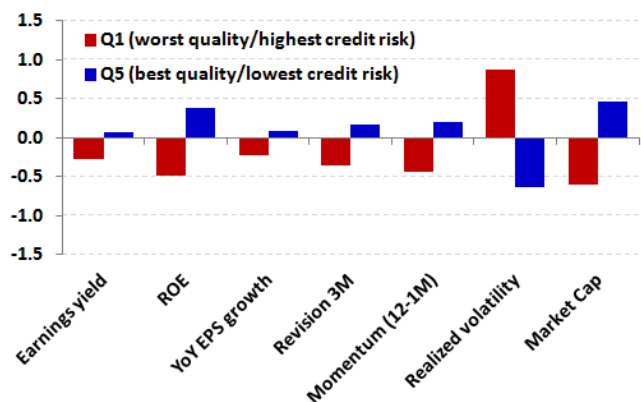 1.5
1.0
0.5
0.0
-0.5
-1.0
-1.5
Q1 (worst quality/highest credit risk)
Q5 (best quality/lowest credit risk)
Earnings yield
ROE
YoY EPS growth
Revision 3M
Momentum (12-1M)
Realized volatility
Market Cap